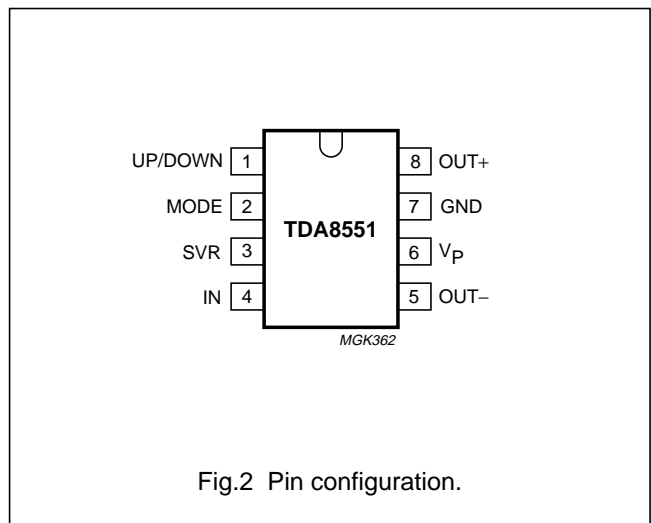 UP/DOWN 1 8 OUT+
MODE 2 7 GND
TDA8551
SVR 3 6 VP
IN 4 5 OUT−
MGK362
Fig.2 Pin configuration.